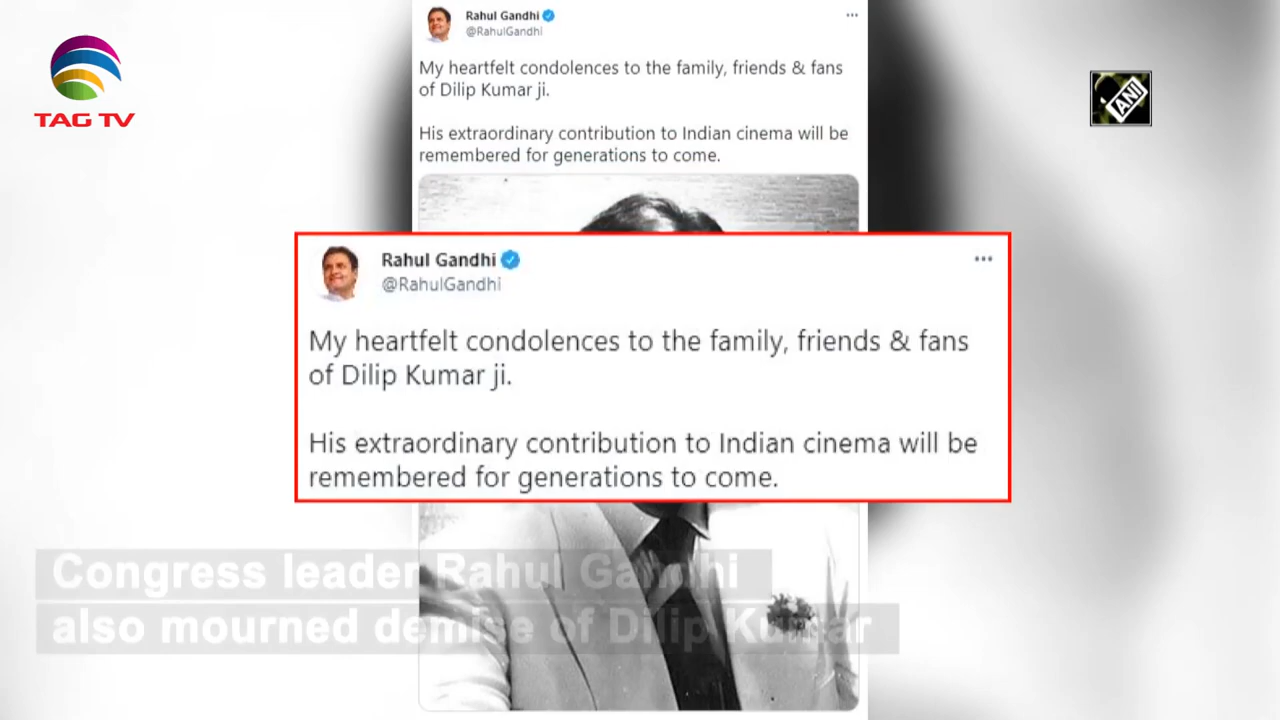 TAG TV
ANI
Rahul Gandhi
@RahulGandhi
My heartfelt condolences to the family, friends & fans
of Dilip Kumar ji.
His extraordinary contribution to Indian cinema will be
remembered for generations to come.
Rahul Gandhi
@RahulGandhi
My heartfelt condolences to the family, friends & fans
of Dilip Kumar ji.
His extraordinary contribution to Indian cinema will be
remembered for generations to come.
Congress leader Rahul Gandhi
also mourned demise of Dilip Kumar